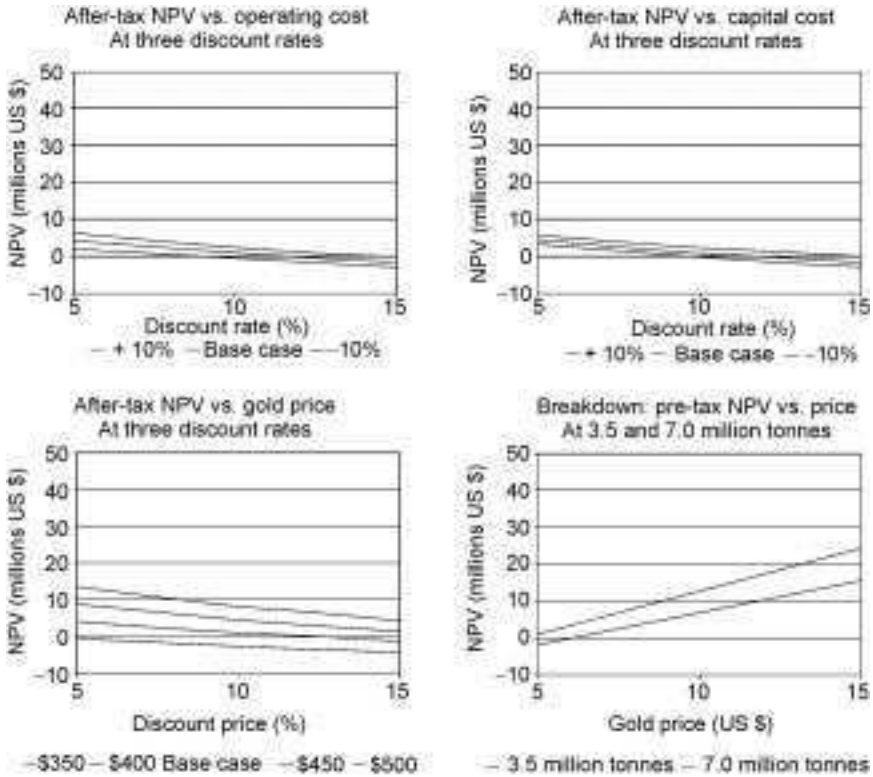 After-tax NPV vs. operating cost
At three discount rates
NPV (millions US $)
50
40
30
20
10
0
–10
5
10
15
Discount rate (%)
— + 10% — Base case — –10%
After-tax NPV vs. capital cost
At three discount rates
NPV (millions US $)
50
40
30
20
10
0
–10
5
10
15
Discount rate (%)
— + 10% — Base case — –10%
After-tax NPV vs. gold price
At three discount rates
NPV (millions US $)
50
40
30
20
10
0
–10
5
10
15
Discount price (%)
–$350 – $400 Base case –$450 – $500
Breakdown: pre-tax NPV vs. price
At 3.5 and 7.0 million tonnes
NPV (millions US $)
50
40
30
20
10
0
–10
5
10
15
Gold price (US $)
— 3.5 million tonnes — 7.0 million tonnes